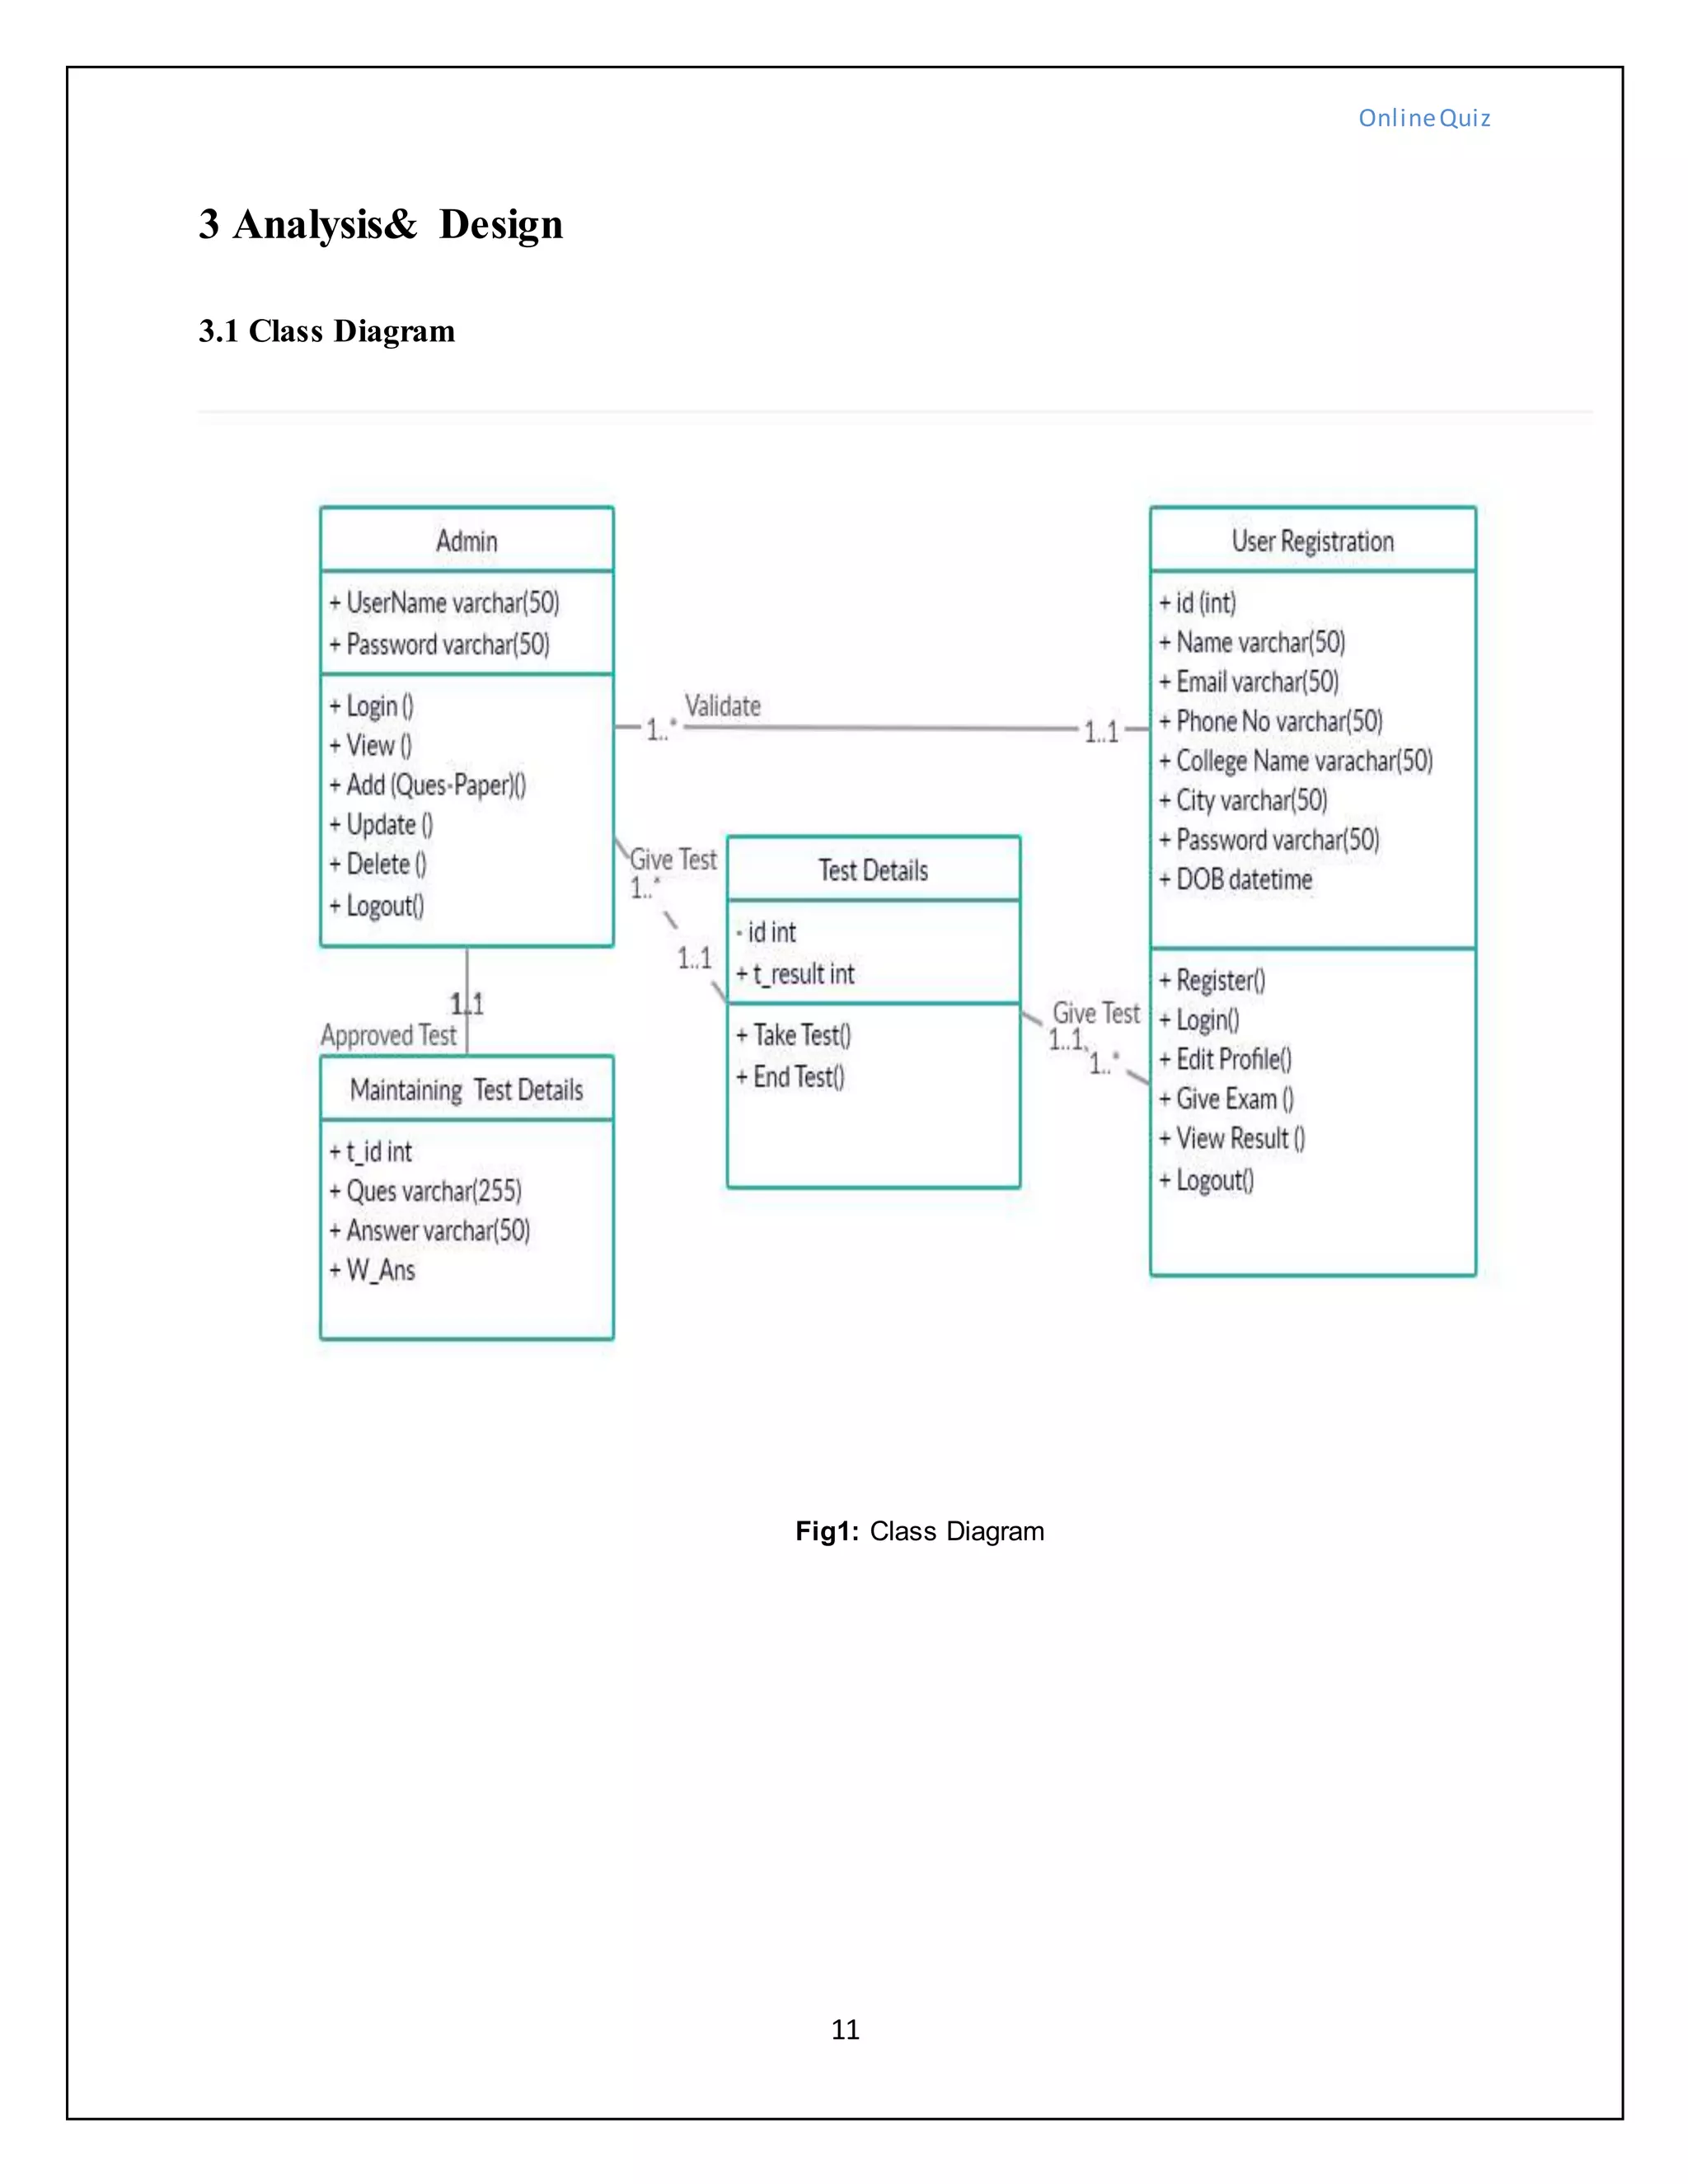 OnlineQuiz
3 Analysis& Design
3.1 Class Diagram
Admin
+ UserName varchar(50)
+ Password varchar(50)
+ Login ()
+ View ()
+ Add (Ques-Paper)()
+ Update ()
+ Delete ()
+ Logout()
Validate
1..*
1..1
User Registration
+ id (int)
+ Name varchar(50)
+ Email varchar(50)
+ Phone No varchar(50)
+ College Name varachar(50)
+ City varchar(50)
+ Password varchar(50)
+ DOB datetime
+ Register()
+ Login()
+ Edit Profile()
+ Give Exam ()
+ View Result ()
+ Logout()
Give Test
1..*
1..1
Test Details
- id int
+ t_result int
+ Take Test()
+ End Test()
Give Test
1..1
1..*
1..1
Approved Test
Maintaining Test Details
+ t_id int
+ Ques varchar(255)
+ Answer varchar(50)
+ W_Ans
Fig1: Class Diagram
11